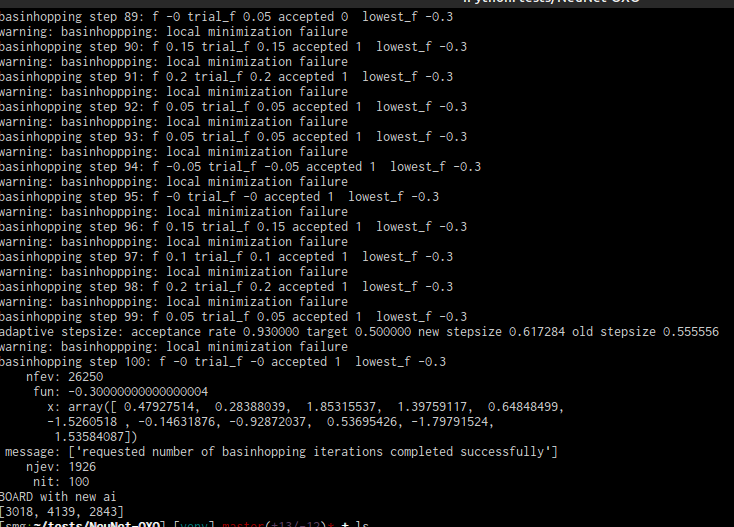 basinhopping step 89: f -0 trial_f 0.05 accepted 0  lowest_f -0.3
warning: basinhoppping: local minimization failure
basinhopping step 90: f 0.15 trial_f 0.15 accepted 1  lowest_f -0.3
warning: basinhoppping: local minimization failure
basinhopping step 91: f 0.2 trial_f 0.2 accepted 1  lowest_f -0.3
warning: basinhoppping: local minimization failure
basinhopping step 92: f 0.05 trial_f 0.05 accepted 1  lowest_f -0.3
warning: basinhoppping: local minimization failure
basinhopping step 93: f 0.05 trial_f 0.05 accepted 1  lowest_f -0.3
warning: basinhoppping: local minimization failure
basinhopping step 94: f -0.05 trial_f -0.05 accepted 1  lowest_f -0.3
warning: basinhoppping: local minimization failure
basinhopping step 95: f -0 trial_f -0 accepted 1  lowest_f -0.3
warning: basinhoppping: local minimization failure
basinhopping step 96: f 0.15 trial_f 0.15 accepted 1  lowest_f -0.3
warning: basinhoppping: local minimization failure
basinhopping step 97: f 0.1 trial_f 0.1 accepted 1  lowest_f -0.3
warning: basinhoppping: local minimization failure
basinhopping step 98: f 0.2 trial_f 0.2 accepted 1  lowest_f -0.3
warning: basinhoppping: local minimization failure
basinhopping step 99: f 0.05 trial_f 0.05 accepted 1  lowest_f -0.3
adaptive stepsize: acceptance rate 0.930000 target 0.500000 new stepsize 0.617284 old stepsize 0.555556
warning: basinhoppping: local minimization failure
basinhopping step 100: f -0 trial_f -0 accepted 1  lowest_f -0.3
nfev: 26250
fun: -0.30000000000000004
x: array([ 0.47927514,  0.28388039,  1.85315537,  1.39759117,  0.64848499,
-1.5260518 , -0.14631876, -0.92872037,  0.53695426, -1.79791524,
1.53584087])
message: ['requested number of basinhopping iterations completed successfully']
njev: 1926
nit: 100
BOARD with new ai
[3018, 4139, 2843]